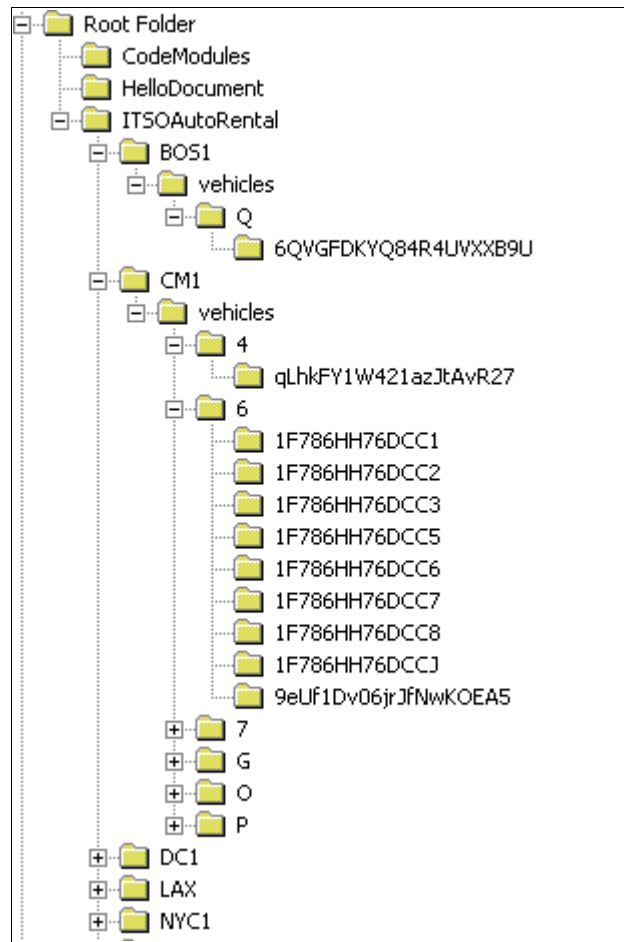 Root Folder
CodeModules
HelloDocument
ITSOAutoRental
BOS1
vehicles
Q
6QVGFDKYQ84R4UVXXB9U
CM1
vehicles
4
qLhkFY1W421azJtAvR27
6
1F786HH76DCC1
1F786HH76DCC2
1F786HH76DCC3
1F786HH76DCC5
1F786HH76DCC6
1F786HH76DCC7
1F786HH76DCC8
1F786HH76DCCJ
9eUf1Dv06jrJfNwKOEA5
7
G
O
P
DC1
LAX
NYC1